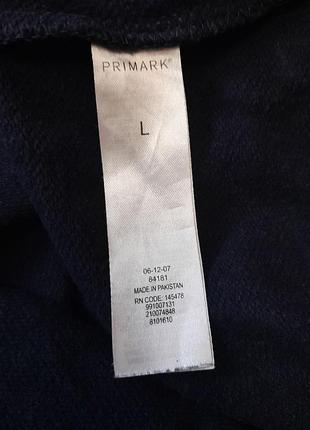 PRIMARK®
L
06-12-07
84181
MADE IN PAKISTAN
RN CODE: 145478
991007131
210074848
8101610